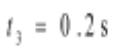 t₃ = 0.2 s